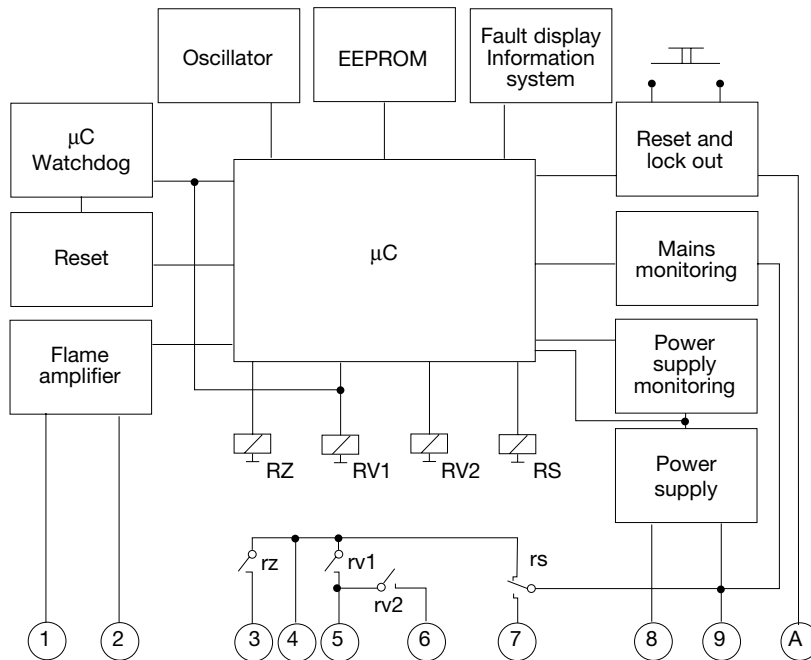 Oscillator
EEPROM
Fault display
Information
system
μC
Watchdog
Reset and
lock out
Reset
μC
Mains
monitoring
Flame
amplifier
Power
supply
monitoring
RZ
RV1
RV2
RS
Power
supply
rz
rv1
rv2
rs
1
2
3
4
5
6
7
8
9
A